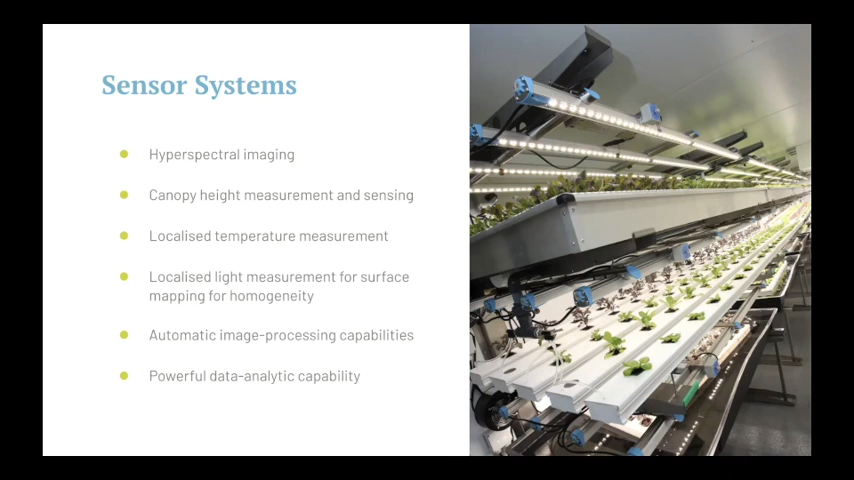 Sensor Systems
Hyperspectral imaging
Canopy height measurement and sensing
Localised temperature measurement
Localised light measurement for surface
mapping for homogeneity
Automatic image-processing capabilities
Powerful data-analytic capability